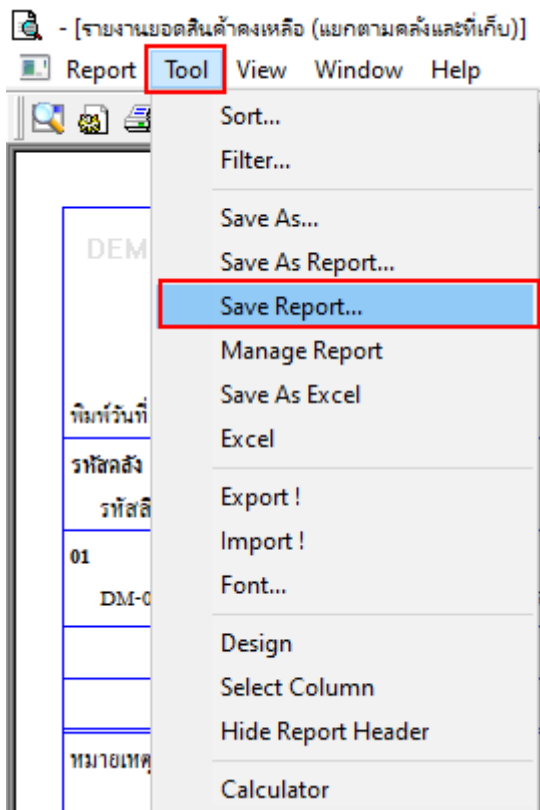 - [รายงานยอดสินค้าคงเหลือ (แยกตามคลังและที่เก็บ)]
Report Tool View Window Help
Sort...
Filter...
Save As...
DEM
Save As Report...
Save Report...
Manage Report
Save As Excel
พิมพ์วันที่
Excel
รหัสคลัง
Export !
รหัสสิ
Import !
01
Font...
DM-0
Design
Select Column
Hide Report Header
หมายเหตุ
Calculator